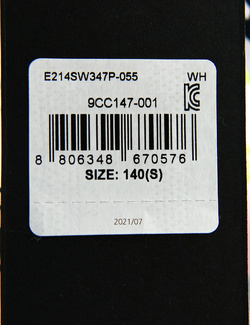 E214SW347P-055 WH
9CC147-001
8 806348 670576
SIZE: 140(S)
2021/07